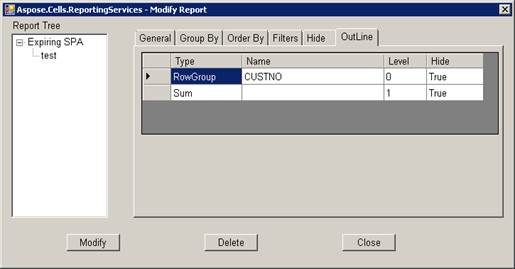 Aspose.Cells.ReportingServices - Modify Report
Report Tree
Expiring SPA
test
General Group By Order By Filters Hide OutLine
Type Name Level Hide
RowGroup CUSTNO 0 True
Sum 1 True
Modify Delete Close